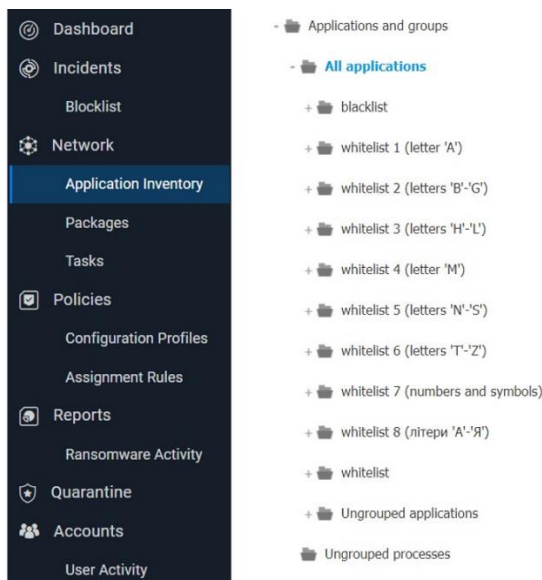 Dashboard
Incidents
Blocklist
Network
Application Inventory
Packages
Tasks
Policies
Configuration Profiles
Assignment Rules
Reports
Ransomware Activity
Quarantine
Accounts
User Activity
- Applications and groups
- All applications
+ blacklist
+ whitelist 1 (letter 'A')
+ whitelist 2 (letters 'B'-'G')
+ whitelist 3 (letters 'H'-'L')
+ whitelist 4 (letter 'M')
+ whitelist 5 (letters 'N'-'S')
+ whitelist 6 (letters 'T'-'Z')
+ whitelist 7 (numbers and symbols)
+ whitelist 8 (літери 'А'-'Я')
+ whitelist
+ Ungrouped applications
Ungrouped processes